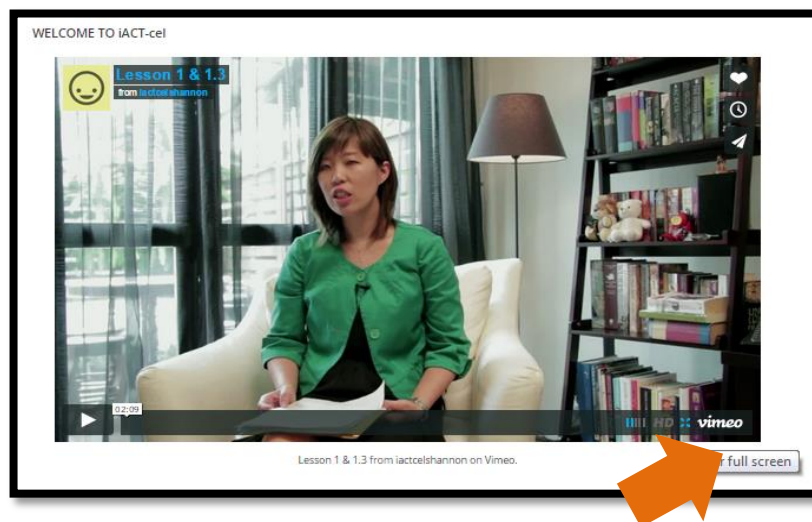 WELCOME TO iACT-cel
Lesson 1 & 1.3
from iactcelshannon
02:09
HD vimeo
Lesson 1 & 1.3 from iactcelshannon on Vimeo.
full screen